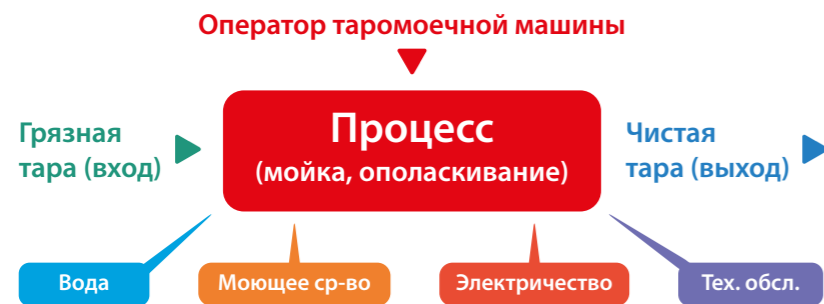 Оператор таромоечной машины
Грязная
тара (вход)
Процесс
(мойка, ополаскивание)
Чистая
тара (выход)
Вода
Моющее ср-во
Электричество
Тех. обсл.